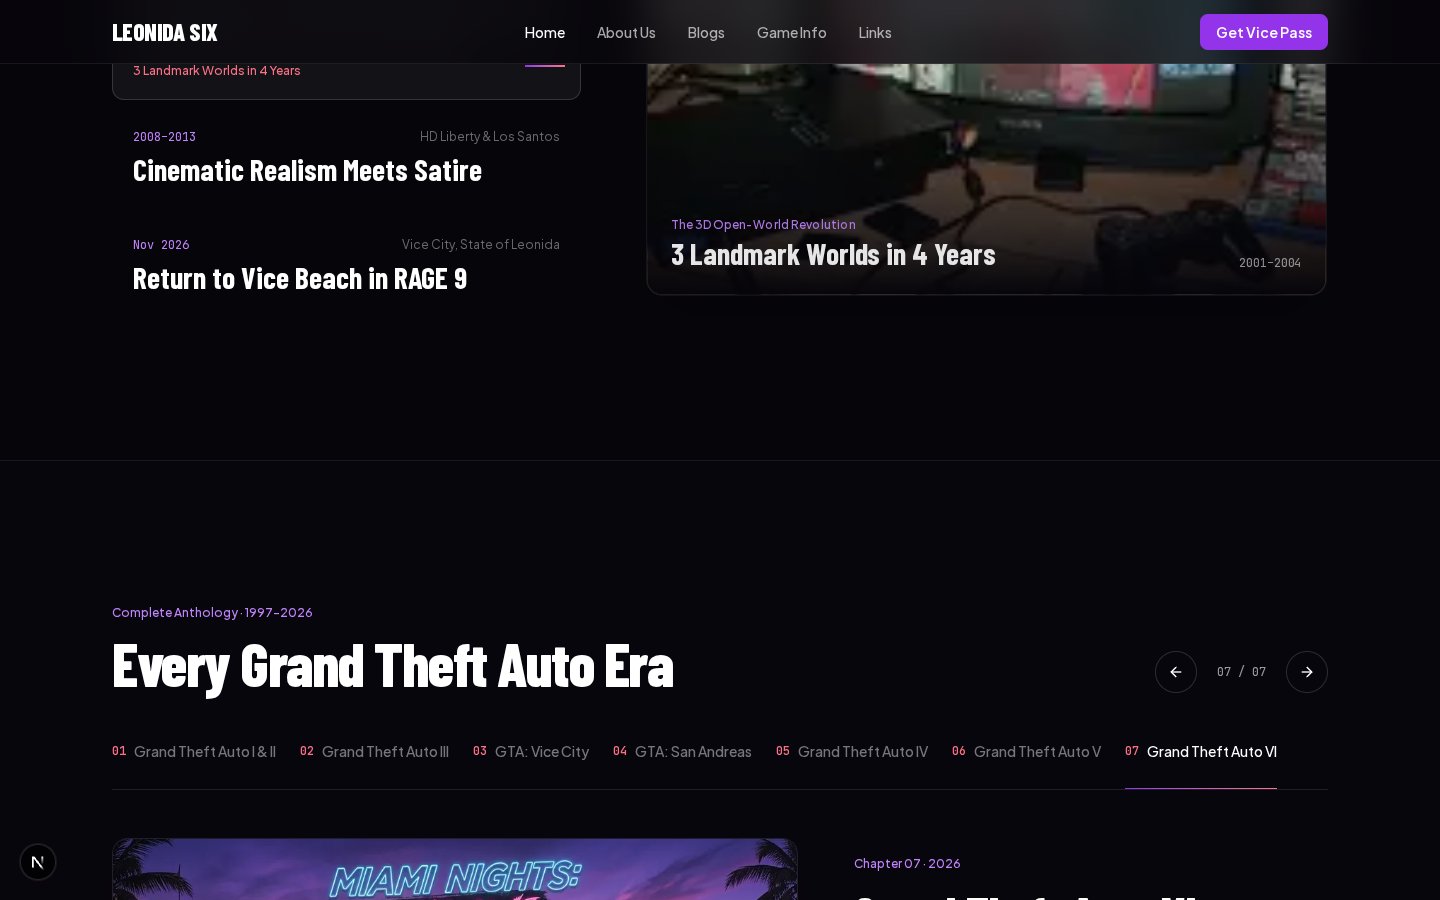 LEONIDA SIX
Home
About Us
Blogs
Game Info
Links
Get Vice Pass
3 Landmark Worlds in 4 Years
2008–2013
HD Liberty & Los Santos
Cinematic Realism Meets Satire
Nov 2026
Vice City, State of Leonida
Return to Vice Beach in RAGE 9
The 3D Open-World Revolution
3 Landmark Worlds in 4 Years
2001–2004
Complete Anthology · 1997–2026
Every Grand Theft Auto Era
07 / 07
01 Grand Theft Auto I & II
02 Grand Theft Auto III
03 GTA: Vice City
04 GTA: San Andreas
05 Grand Theft Auto IV
06 Grand Theft Auto V
07 Grand Theft Auto VI
MIAMI NIGHTS:
Chapter 07 · 2026
N